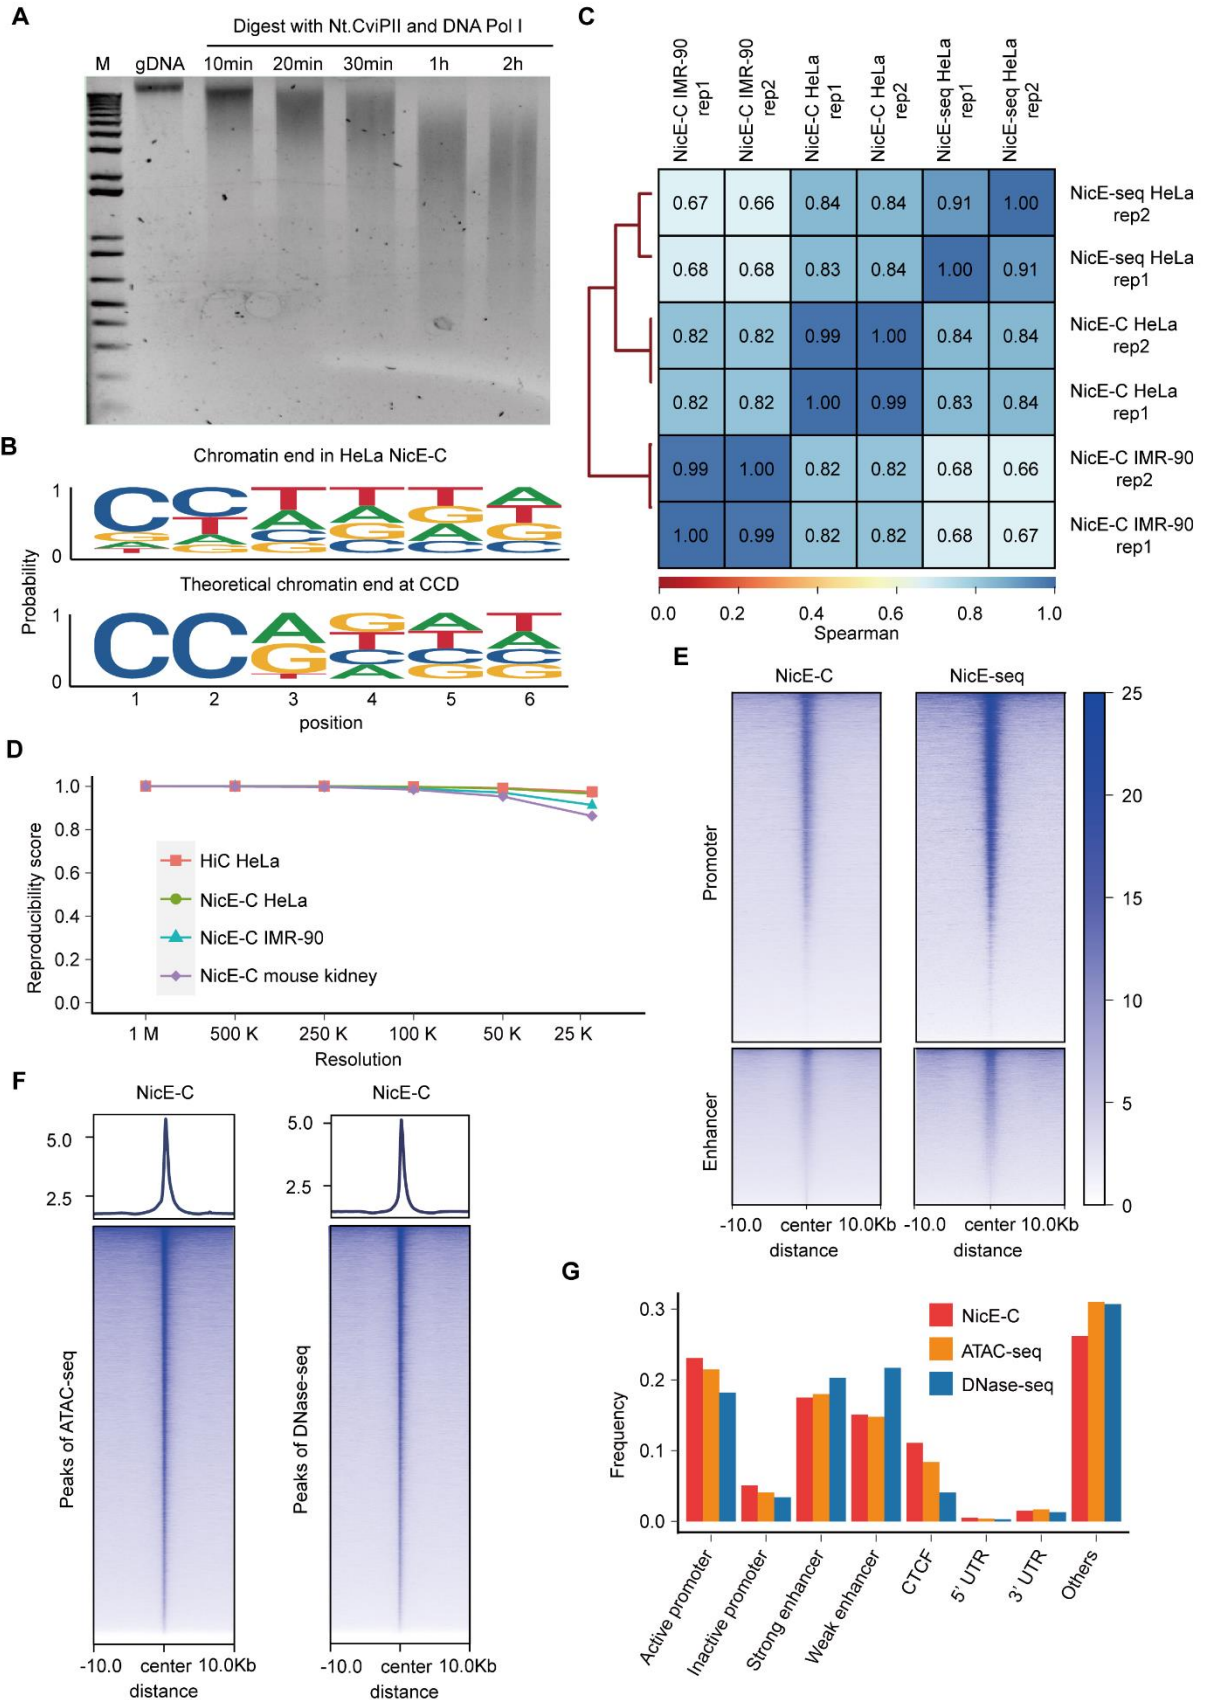 A
Digest with Nt.CviPII and DNA Pol I
M gDNA 10min 20min 30min 1h 2h
B
Chromatin end in HeLa NicE-C
1
0
Theoretical chromatin end at CCD
1
0
Probability
1 2 3 4 5 6
position
C
NicE-C IMR-90
rep1
NicE-C IMR-90
rep2
NicE-C HeLa
rep1
NicE-C HeLa
rep2
NicE-seq HeLa
rep1
NicE-seq HeLa
rep2
0.67 0.66 0.84 0.84 0.91 1.00
NicE-seq HeLa
rep2
0.68 0.68 0.83 0.84 1.00 0.91
NicE-seq HeLa
rep1
0.82 0.82 0.99 1.00 0.84 0.84
NicE-C HeLa
rep2
0.82 0.82 1.00 0.99 0.83 0.84
NicE-C HeLa
rep1
0.99 1.00 0.82 0.82 0.68 0.66
NicE-C IMR-90
rep2
1.00 0.99 0.82 0.82 0.68 0.67
NicE-C IMR-90
rep1
0.0 0.2 0.4 0.6 0.8 1.0
Spearman
D
Reproducibility score
1.0
0.8
0.6
0.4
0.2
0.0
HiC HeLa
NicE-C HeLa
NicE-C IMR-90
NicE-C mouse kidney
1 M 500 K 250 K 100 K 50 K 25 K
Resolution
E
NicE-C NicE-seq
Promoter
Enhancer
25
20
15
10
5
0
-10.0 center 10.0Kb -10.0 center 10.0Kb
distance distance
F
NicE-C NicE-C
5.0
2.5
5.0
2.5
Peaks of ATAC-seq
Peaks of DNase-seq
-10.0 center 10.0Kb -10.0 center 10.0Kb
distance distance
G
Frequency
0.3
0.2
0.1
0.0
NicE-C
ATAC-seq
DNase-seq
Active promoter
Inactive promoter
Strong enhancer
Weak enhancer
CTCF
5' UTR
3' UTR
Others